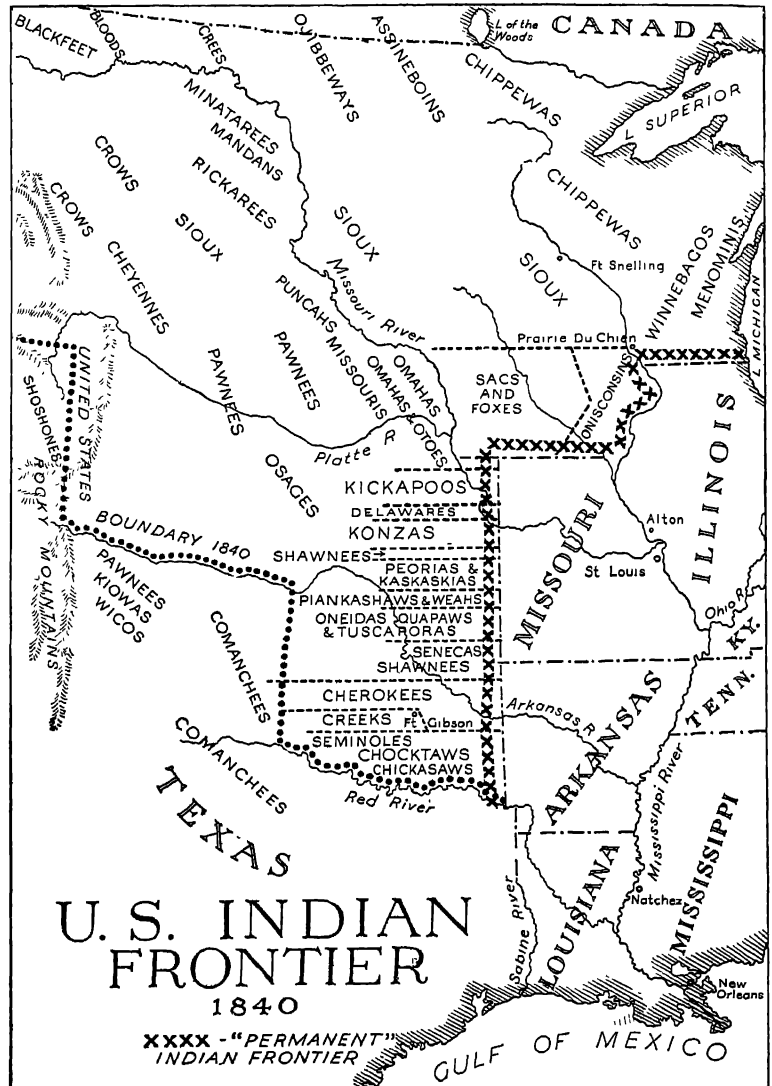 BLACKFEET
BLOODS
CREES
OJIBBEWAYS
ASSINEBOINS
L of the
Woods
CANADA
CHIPPEWAS
L SUPERIOR
MINATAREES
MANDANS
CROWS
RICKAREES
CROWS
SIOUX
SIOUX
CHIPPEWAS
SIOUX
Ft Snelling
WINNEBAGOS
MENOMINIS
L MICHIGAN
CHEYENNES
Missouri River
PUNCAHS
Prairie Du Chien
PAWNEES
PAWNEES
MISSOURIS
OMAHAS
OMAHAS & OTOES
SACS
AND
FOXES
ONISCONSINS
SHOSHONES
UNITED STATES
Platte R
OSAGES
ROCKY MOUNTAINS
BOUNDARY 1840
KICKAPOOS
DELAWARES
KONZAS
SHAWNEES
PEORIAS &
KASKASKIAS
PIANKASHAWS & WEAHS
ONEIDAS QUAPAWS
& TUSCARORAS
& SENECAS
SHAWNEES
MISSOURI
ILLINOIS
Alton
St Louis
Ohio R
KY.
TENN.
PAWNEES
KIOWAS
WICOS
COMANCHEES
CHEROKEES
CREEKS
Ft Gibson
SEMINOLES
CHOCKTAWS
CHICKASAWS
Arkansas R
ARKANSAS
COMANCHEES
Red River
TEXAS
Mississippi River
MISSISSIPPI
LOUISIANA
Natchez
Sabine River
New
Orleans
GULF OF MEXICO
U. S. INDIAN
FRONTIER
1840
XXXX - "PERMANENT"
INDIAN FRONTIER